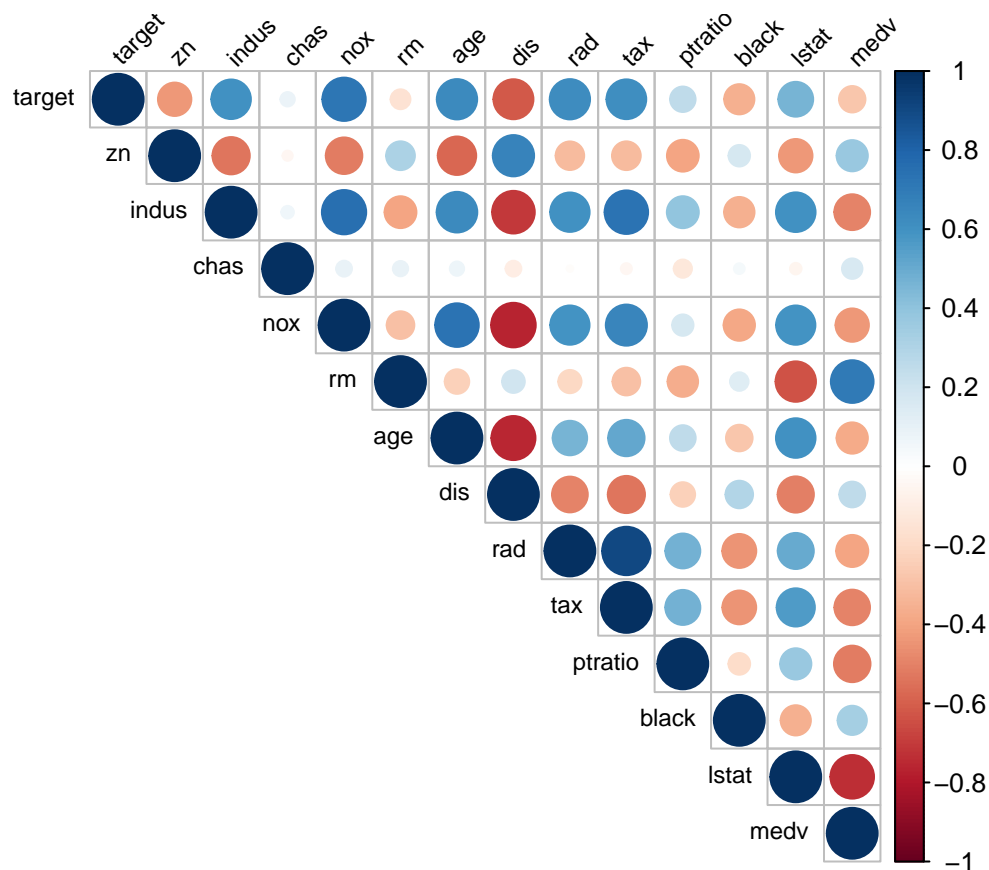 target zn indus chas nox rm age dis rad tax ptratio black lstat medv
target
zn
indus
chas
nox
rm
age
dis
rad
tax
ptratio
black
lstat
medv
1
0.8
0.6
0.4
0.2
0
−0.2
−0.4
−0.6
−0.8
−1